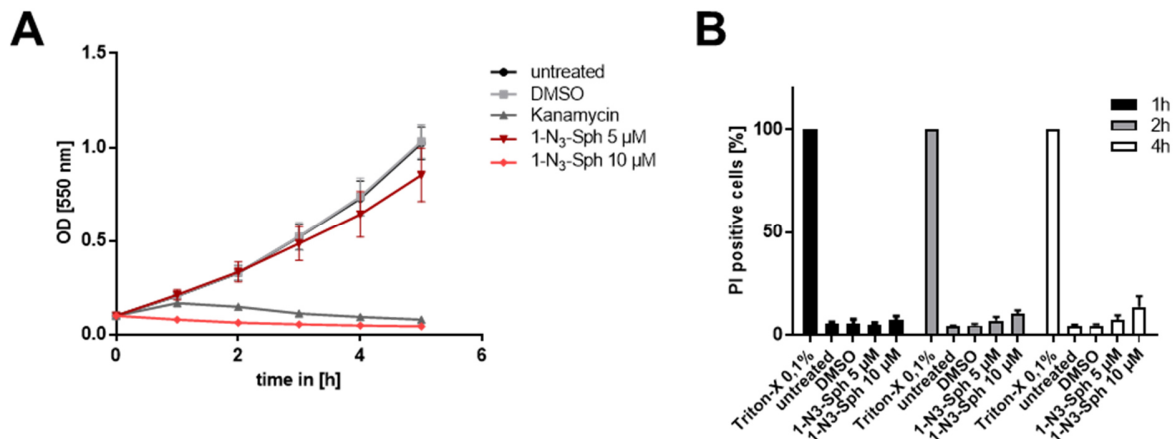 A
OD [550 nm]
1.5
1.0
0.5
0.0
0
2
4
6
time in [h]
untreated
DMSO
Kanamycin
1-N₃-Sph 5 µM
1-N₃-Sph 10 µM
B
PI positive cells [%]
100
50
0
1h
2h
4h
Triton-X 0,1%
untreated
DMSO
1-N3-Sph 5 µM
1-N3-Sph 10 µM
Triton-X 0,1%
untreated
DMSO
1-N3-Sph 5 µM
1-N3-Sph 10 µM
Triton-X 0,1%
untreated
DMSO
1-N3-Sph 5 µM
1-N3-Sph 10 µM